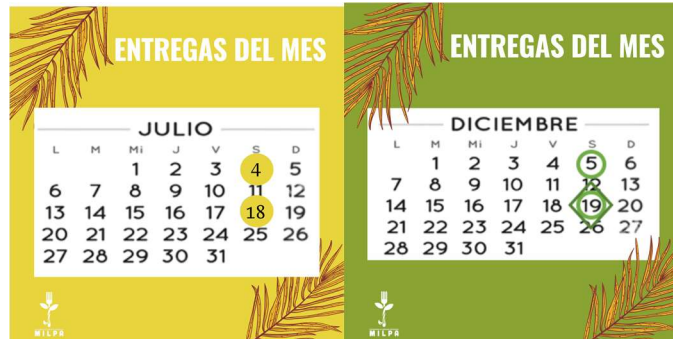 ENTREGAS DEL MES
JULIO
L M Mi J V S D
1 2 3 4 5
6 7 8 9 10 11 12
13 14 15 16 17 18 19
20 21 22 23 24 25 26
27 28 29 30 31
MILPA
ENTREGAS DEL MES
DICIEMBRE
L M Mi J V S D
1 2 3 4 5 6
7 8 9 10 11 12 13
14 15 16 17 18 19 20
21 22 23 24 25 26 27
28 29 30 31
MILPA